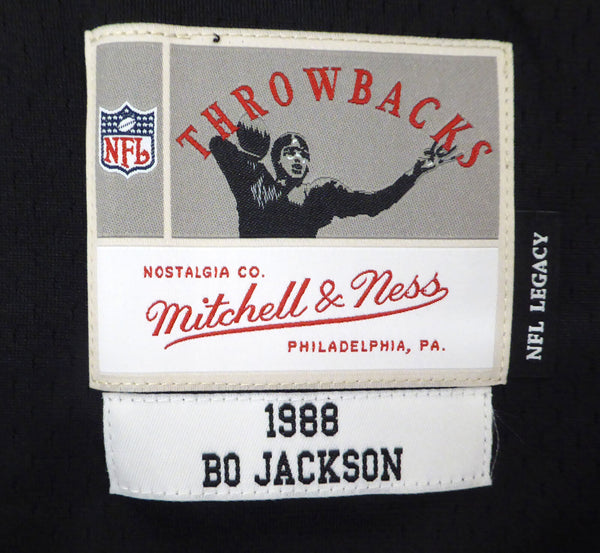 THROWBACKS
NFL
NOSTALGIA CO.
Mitchell & Ness
PHILADELPHIA, PA.
NFL LEGACY
1988
BO JACKSON